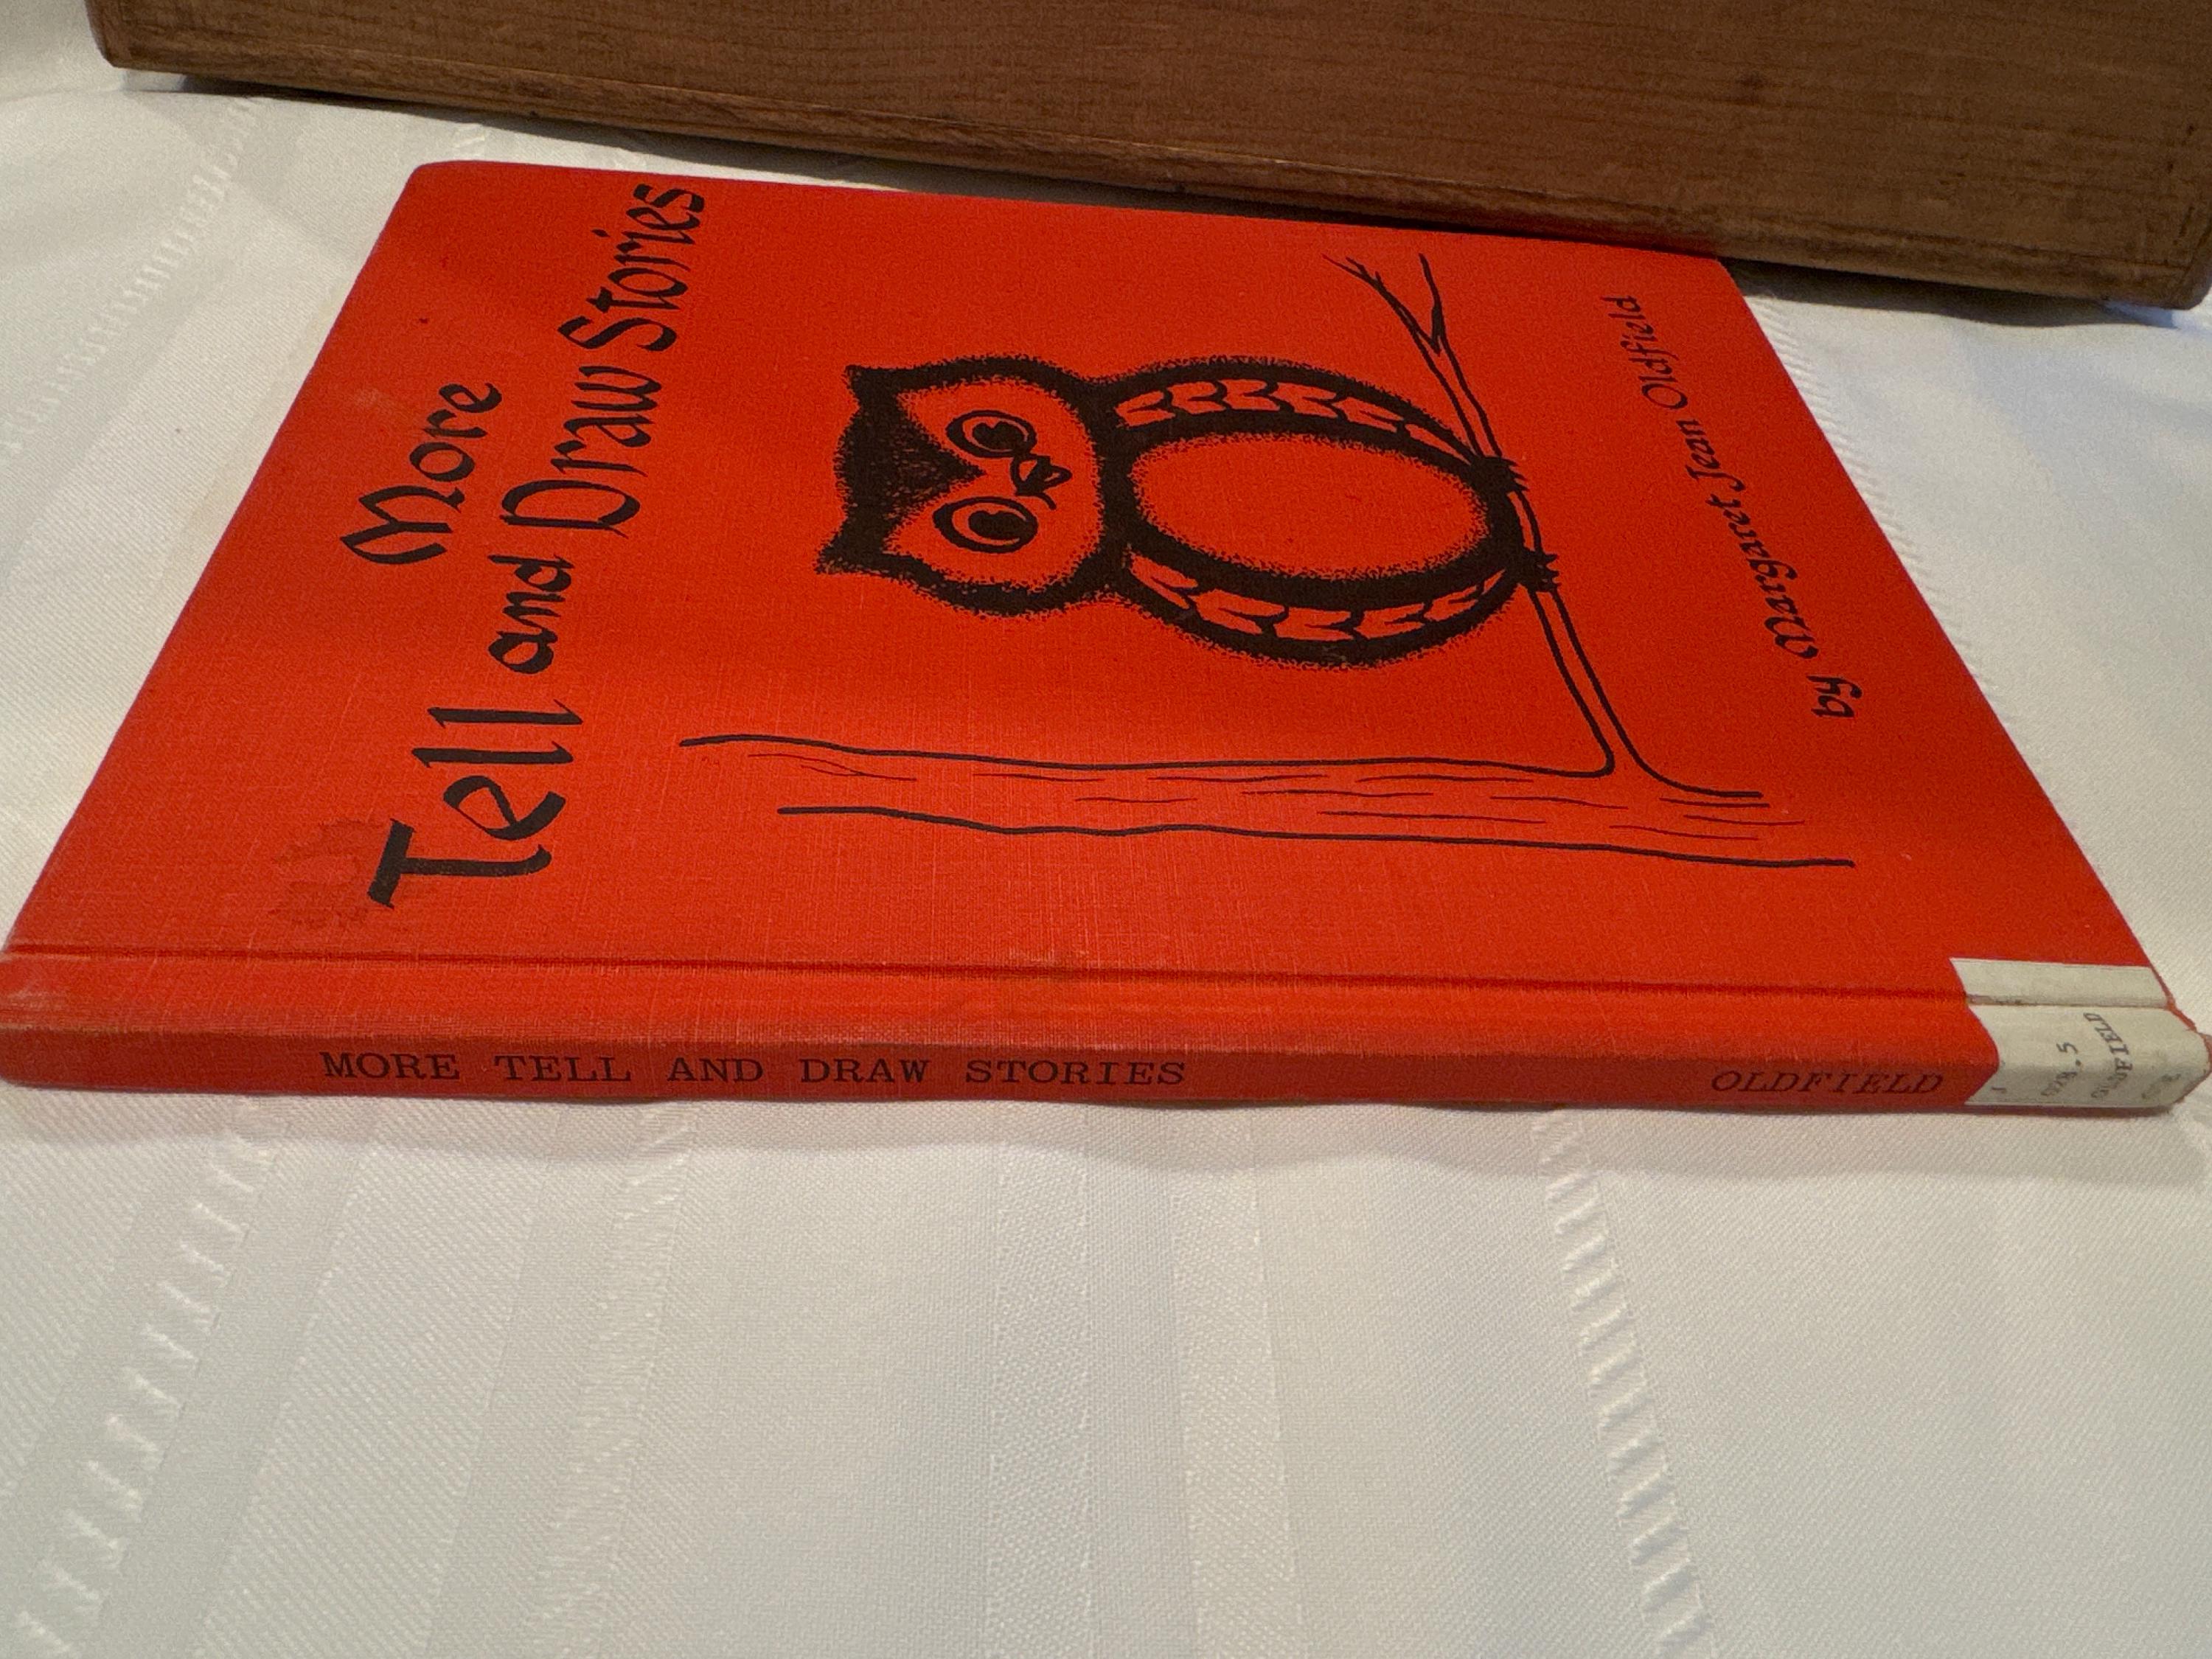 More
Tell and Draw Stories
by Margaret Jean Oldfield
MORE TELL AND DRAW STORIES
OLDFIELD
J